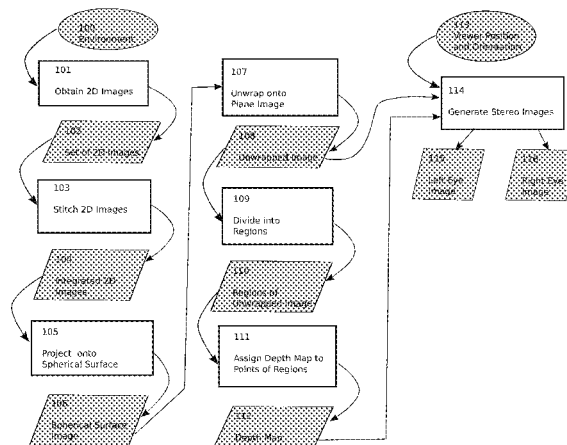 100
Environment
101
Obtain 2D Images
102
Set of 2D Images
103
Stitch 2D Images
104
Integrated 2D
Images
105
Project onto
Spherical Surface
106
Spherical Surface
Image
107
Unwrap onto
Plane Image
108
Unwrapped Image
109
Divide into
Regions
110
Regions of
Unwrapped Image
111
Assign Depth Map to
Points of Regions
112
Depth Map
113
Viewer Position
and Orientation
114
Generate Stereo Images
115
Left Eye
Image
116
Right Eye
Image